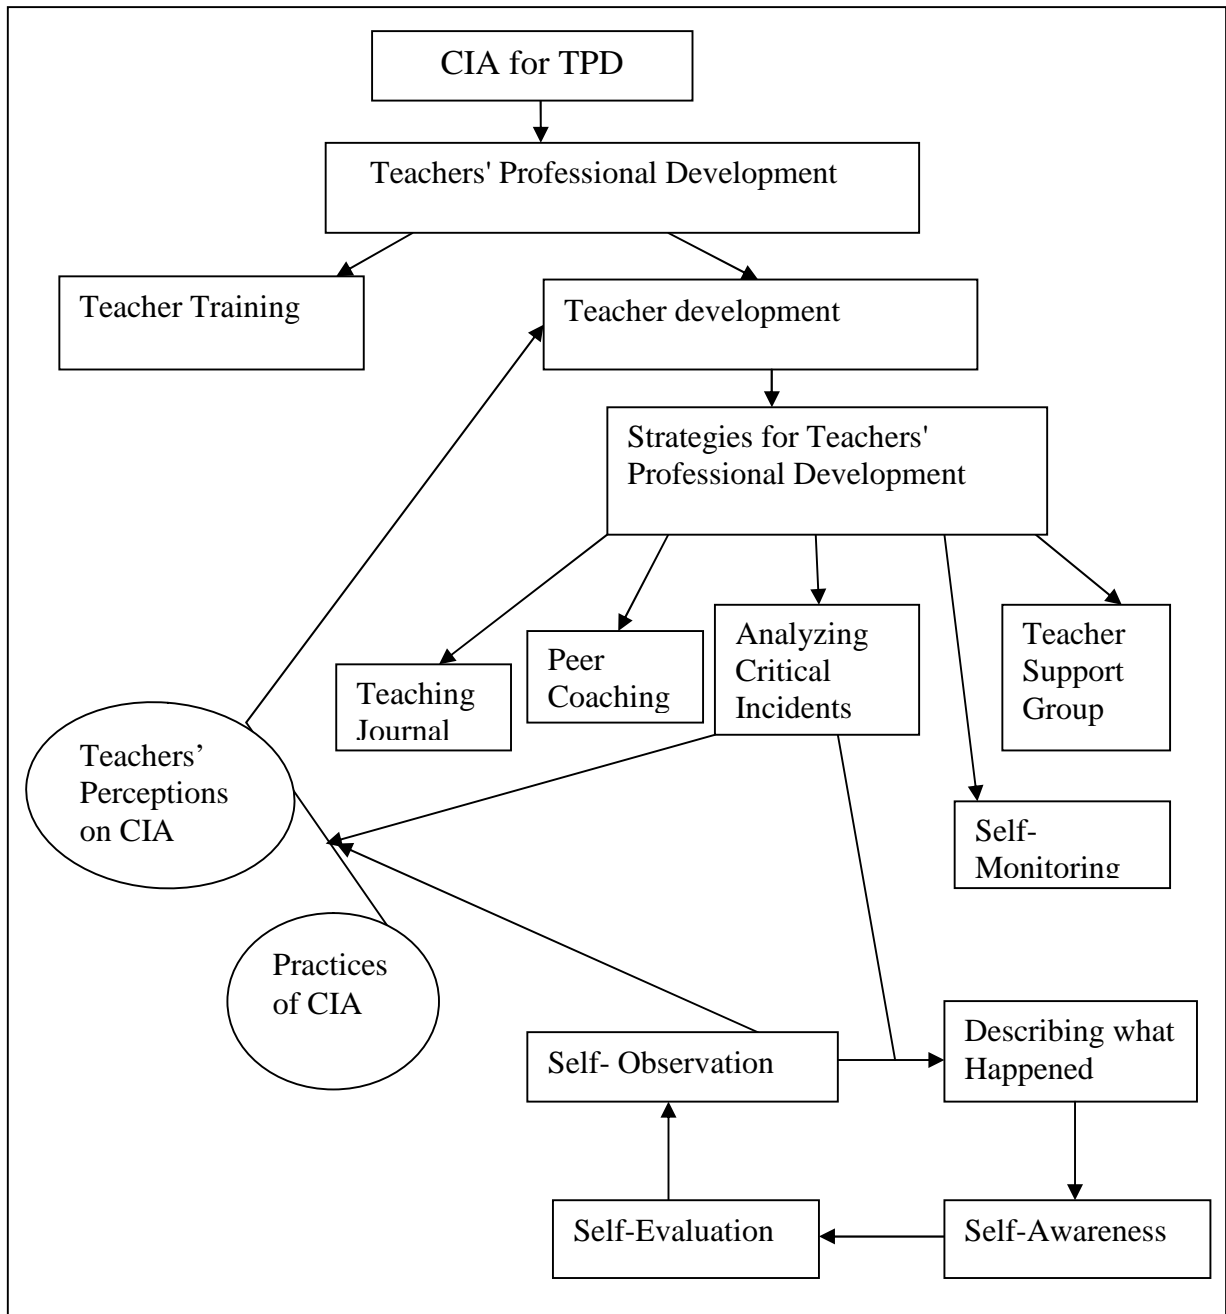 CIA for TPD
Teachers' Professional Development
Teacher Training
Teacher development
Strategies for Teachers'
Professional Development
Teaching
Journal
Peer
Coaching
Analyzing
Critical
Incidents
Teacher
Support
Group
Self-
Monitoring
Teachers’
Perceptions
on CIA
Practices
of CIA
Self- Observation
Describing what
Happened
Self-Evaluation
Self-Awareness